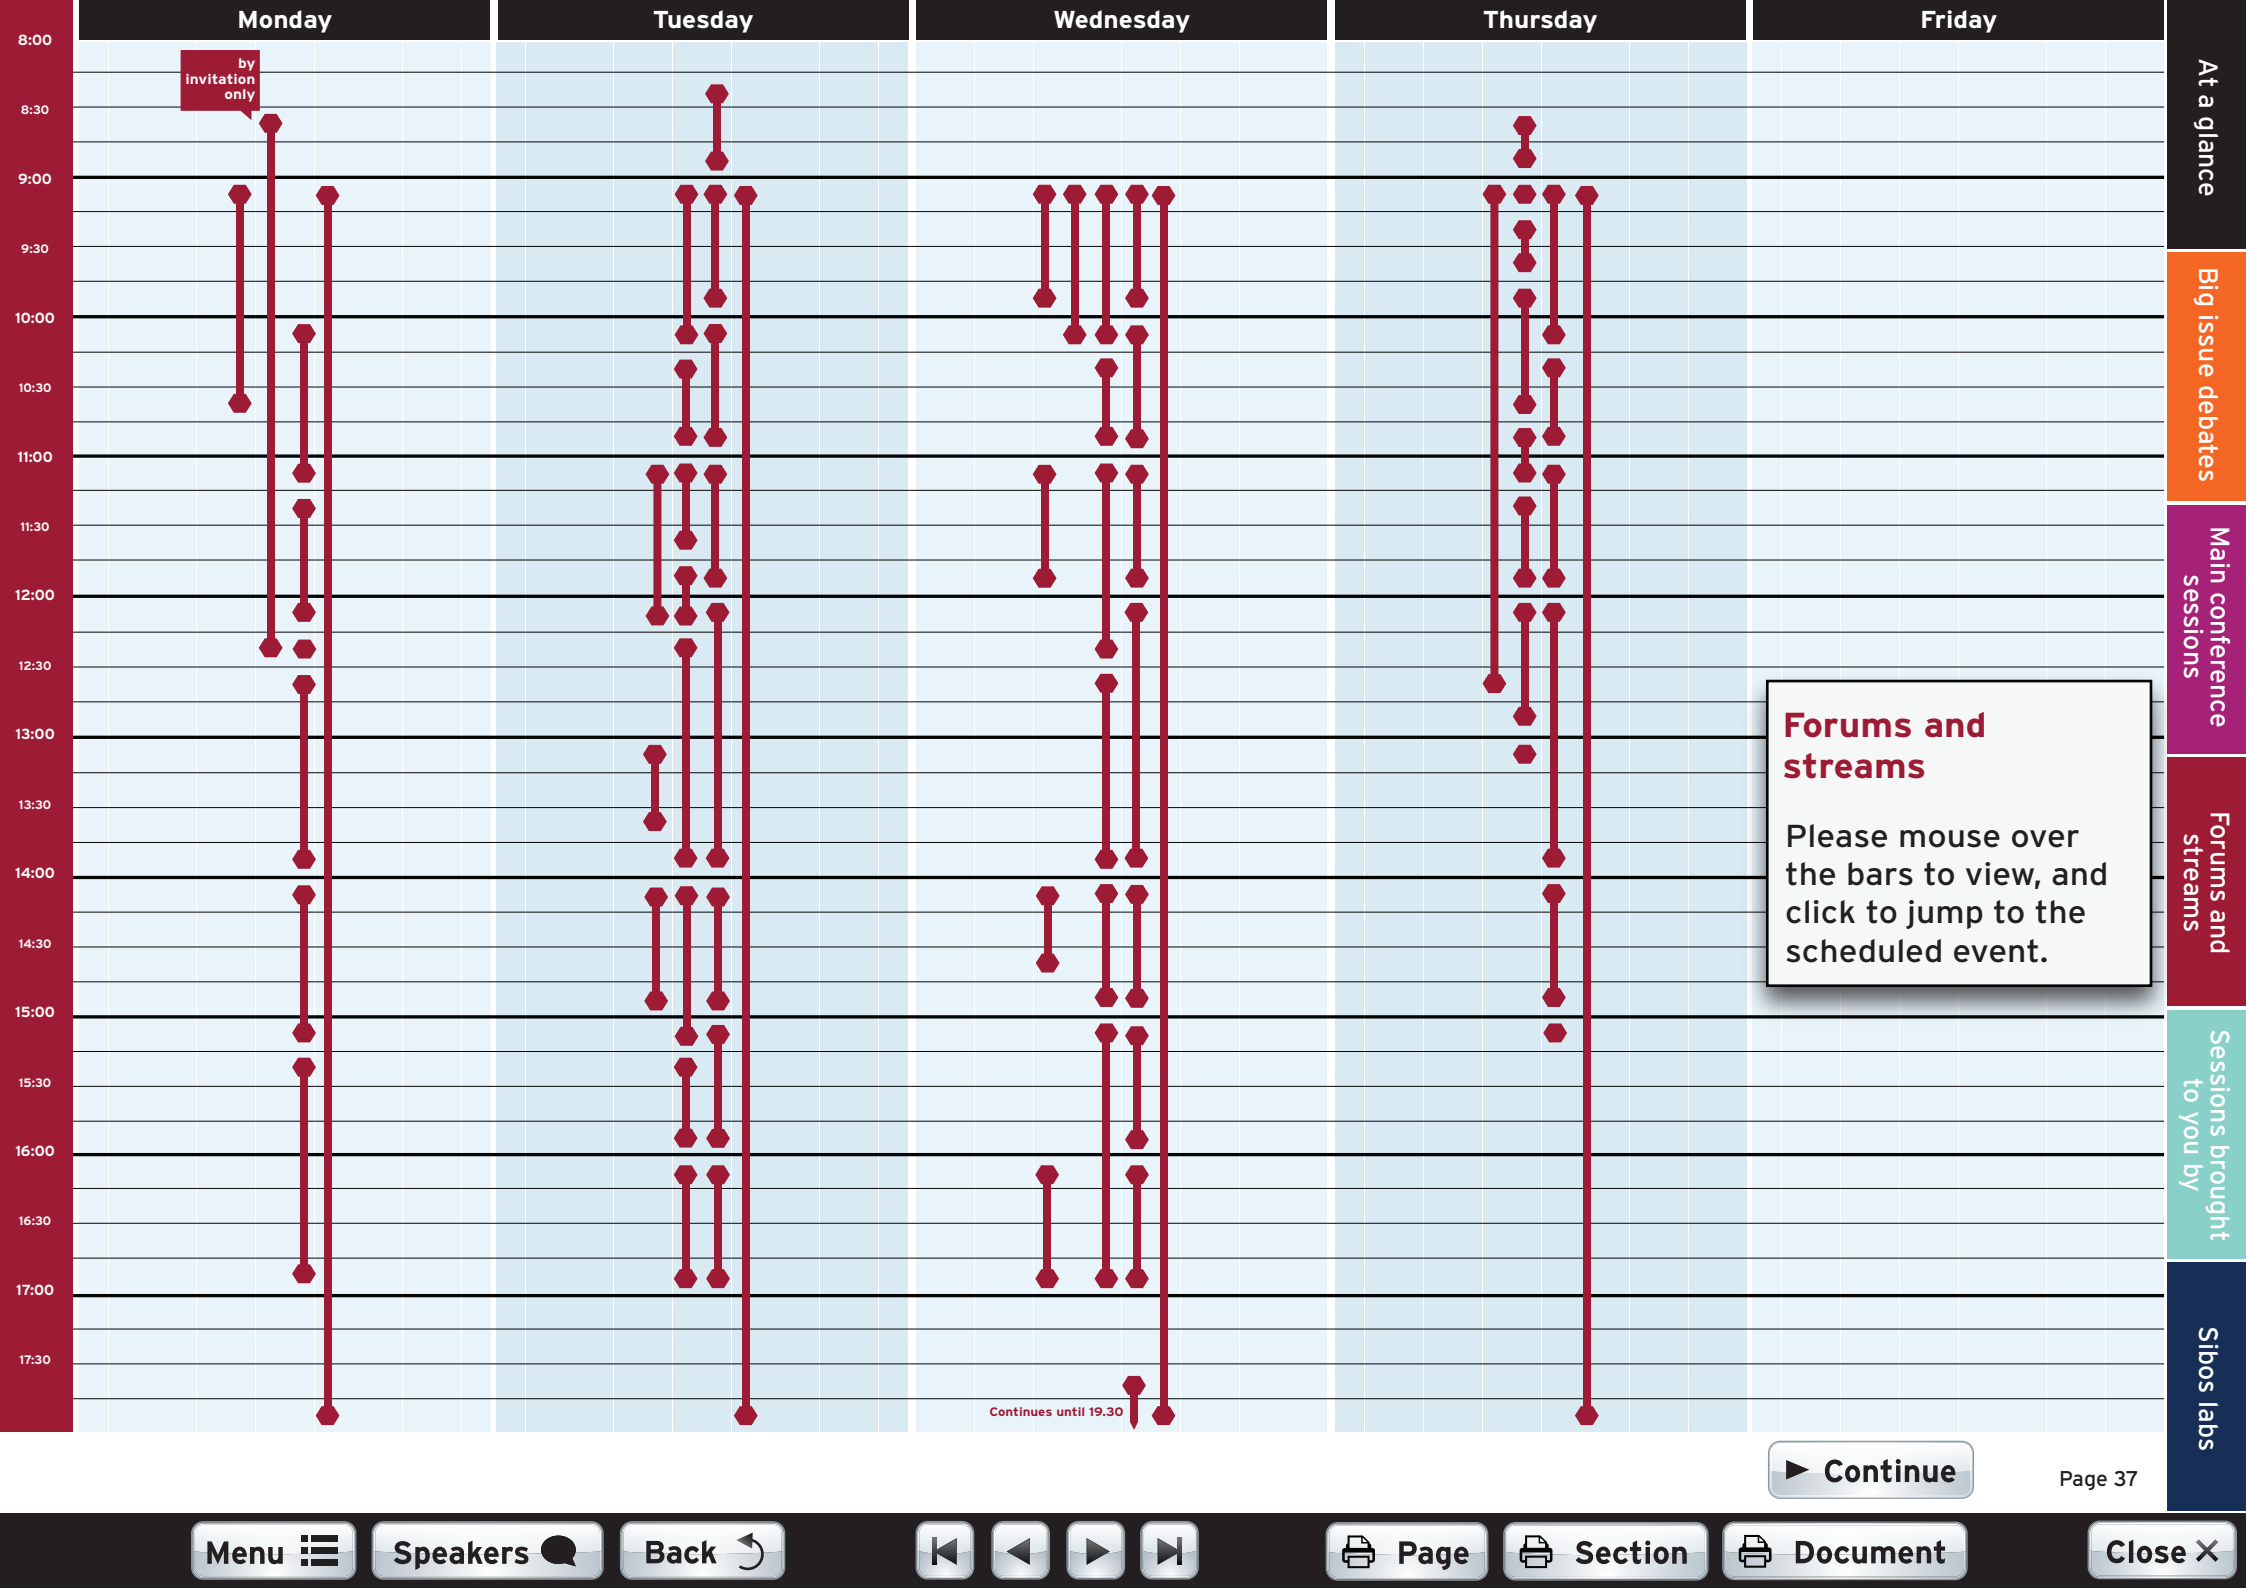 Monday
Tuesday
Wednesday
Thursday
Friday
8:00
8:30
9:00
9:30
10:00
10:30
11:00
11:30
12:00
12:30
13:00
13:30
14:00
14:30
15:00
15:30
16:00
16:30
17:00
17:30
by
invitation
only
Continues until 19.30
Forums and
streams
Please mouse over
the bars to view, and
click to jump to the
scheduled event.
At a glance
Big issue debates
Main conference
sessions
Forums and
streams
Sessions brought
to you by
Sibos labs
Continue
Page 37
Menu
Speakers
Back
Page
Section
Document
Close